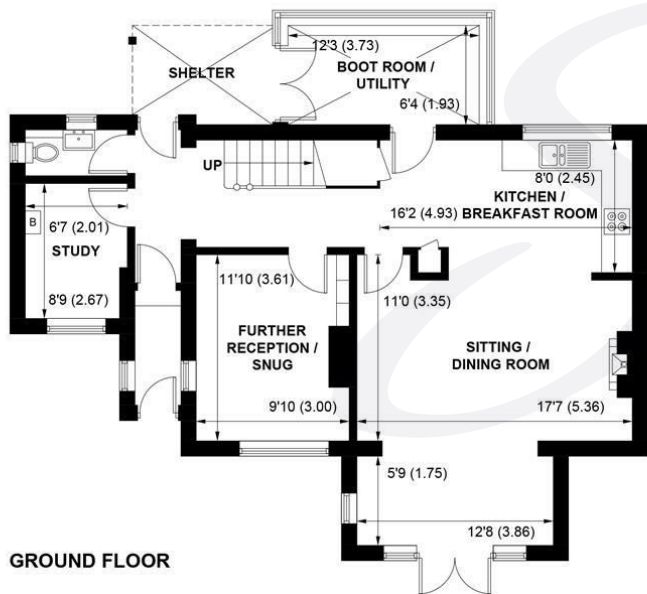 12'3 (3.73)
SHELTER
BOOT ROOM /
UTILITY
6'4 (1.93)
UP
8'0 (2.45)
KITCHEN /
BREAKFAST ROOM
16'2 (4.93)
B
6'7 (2.01)
STUDY
8'9 (2.67)
11'10 (3.61)
11'0 (3.35)
FURTHER
RECEPTION /
SNUG
SITTING /
DINING ROOM
9'10 (3.00)
17'7 (5.36)
5'9 (1.75)
12'8 (3.86)
GROUND FLOOR